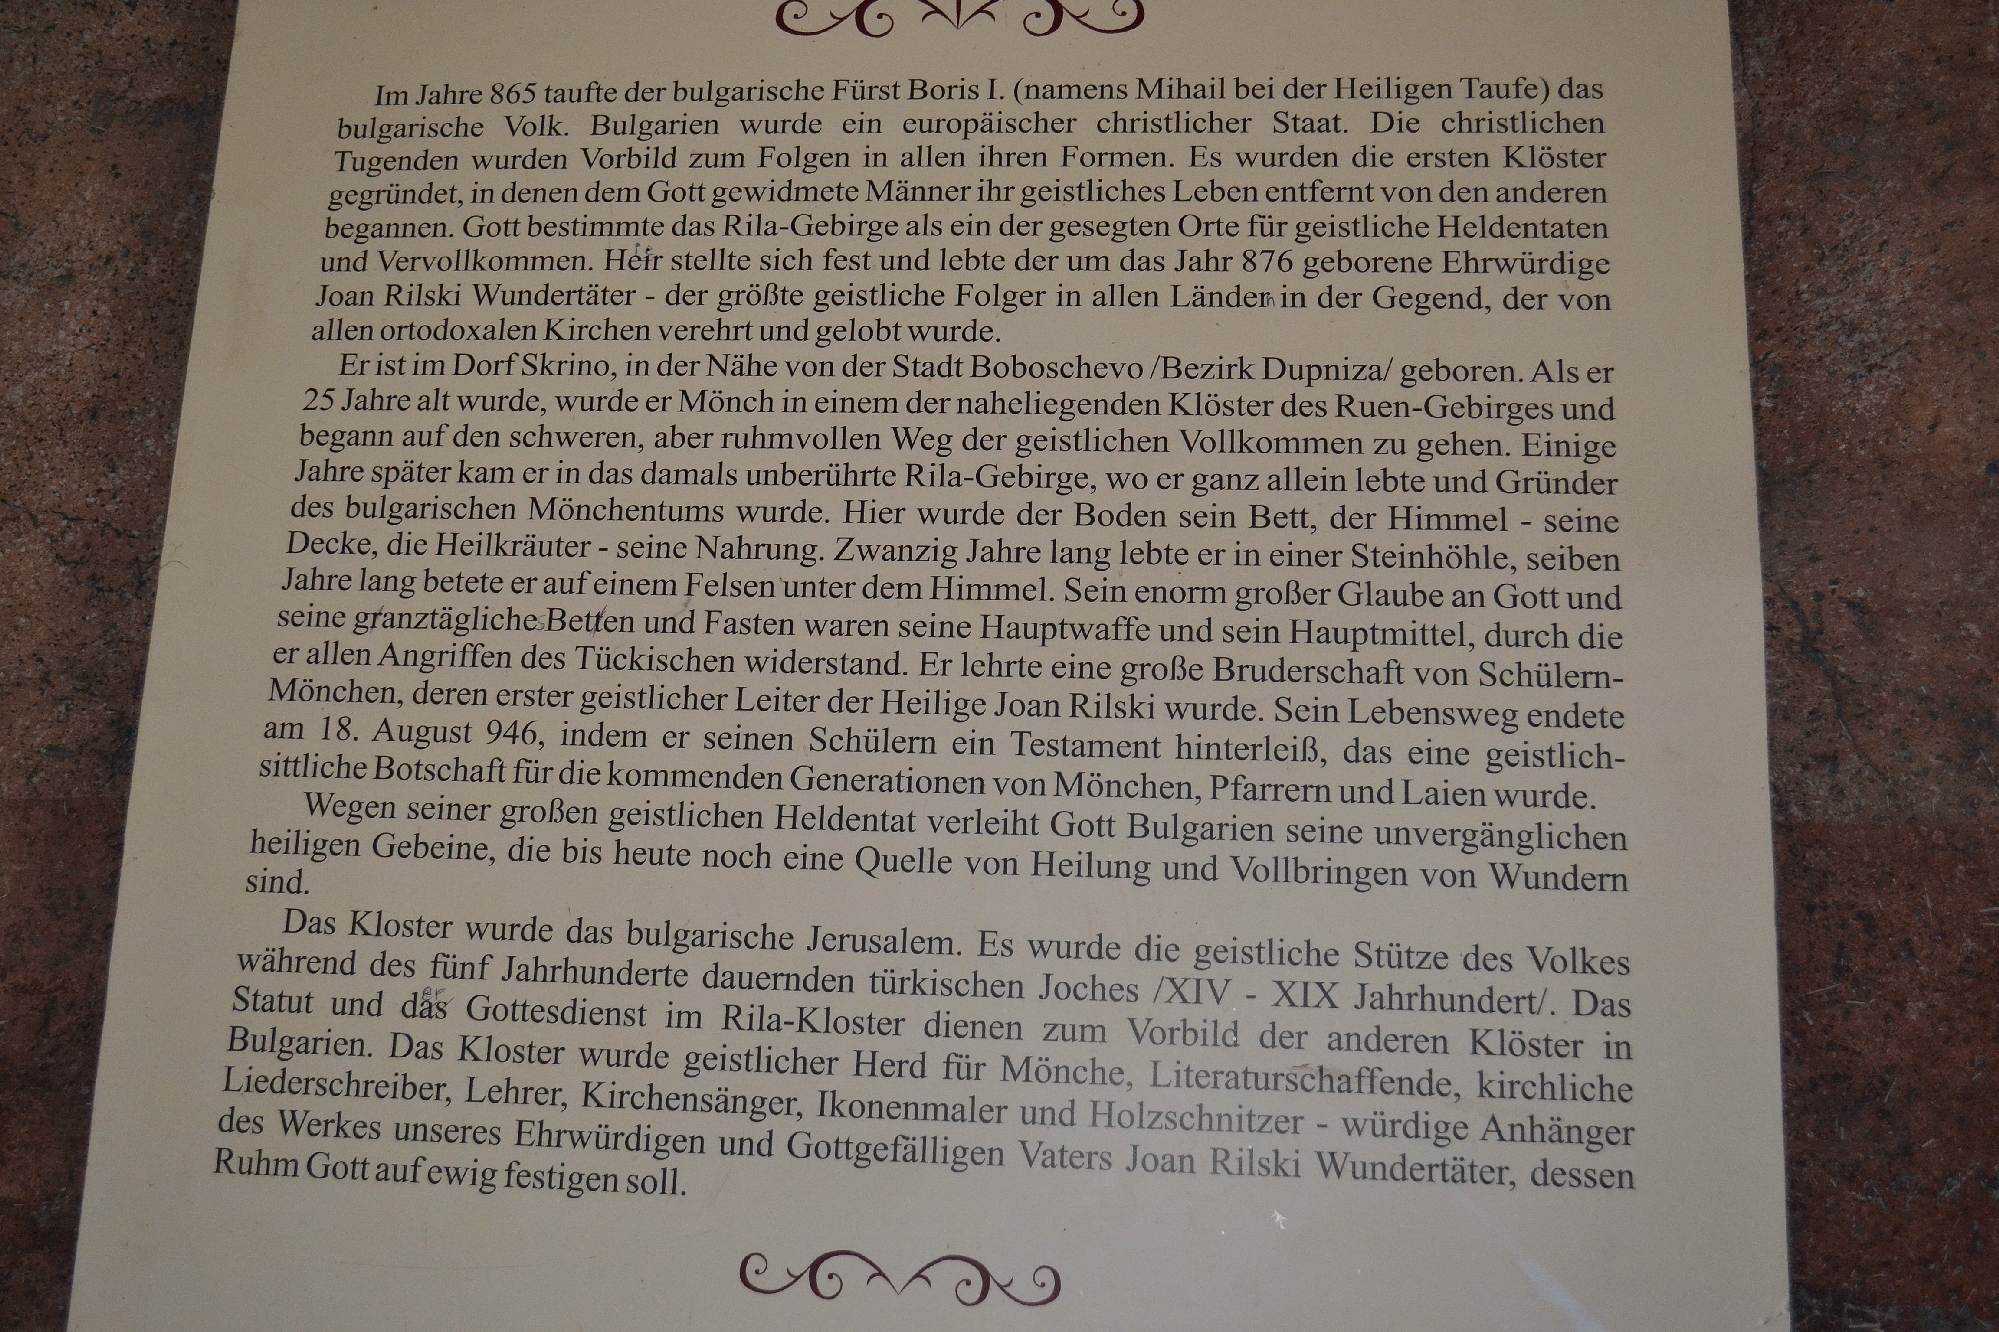 Im Jahre 865 taufte der bulgarische Fürst Boris I. (namens Mihail bei der Heiligen Taufe) das
bulgarische Volk. Bulgarien wurde ein europäischer christlicher Staat. Die christlichen
Tugenden wurden Vorbild zum Folgen in allen ihren Formen. Es wurden die ersten Klöster
gegründet, in denen dem Gott gewidmete Männer ihr geistliches Leben entfernt von den anderen
begannen. Gott bestimmte das Rila-Gebirge als ein der gesegten Orte für geistliche Heldentaten
und Vervollkommen. Heir stellte sich fest und lebte der um das Jahr 876 geborene Ehrwürdige
Joan Rilski Wundertäter - der größte geistliche Folger in allen Länder in der Gegend, der von
allen ortodoxalen Kirchen verehrt und gelobt wurde.
Er ist im Dorf Skrino, in der Nähe von der Stadt Boboschevo /Bezirk Dupniza/ geboren. Als er
25 Jahre alt wurde, wurde er Mönch in einem der naheliegenden Klöster des Ruen-Gebirges und
begann auf den schweren, aber ruhmvollen Weg der geistlichen Vollkommen zu gehen. Einige
Jahre später kam er in das damals unberührte Rila-Gebirge, wo er ganz allein lebte und Gründer
des bulgarischen Mönchentums wurde. Hier wurde der Boden sein Bett, der Himmel - seine
Decke, die Heilkräuter - seine Nahrung. Zwanzig Jahre lang lebte er in einer Steinhöhle, seiben
Jahre lang betete er auf einem Felsen unter dem Himmel. Sein enorm großer Glaube an Gott und
seine granztägliche Betten und Fasten waren seine Hauptwaffe und sein Hauptmittel, durch die
er allen Angriffen des Tückischen widerstand. Er lehrte eine große Bruderschaft von Schülern-
Mönchen, deren erster geistlicher Leiter der Heilige Joan Rilski wurde. Sein Lebensweg endete
am 18. August 946, indem er seinen Schülern ein Testament hinterleiß, das eine geistlich-
sittliche Botschaft für die kommenden Generationen von Mönchen, Pfarrern und Laien wurde.
Wegen seiner großen geistlichen Heldentat verleiht Gott Bulgarien seine unvergänglichen
heiligen Gebeine, die bis heute noch eine Quelle von Heilung und Vollbringen von Wundern
sind.
Das Kloster wurde das bulgarische Jerusalem. Es wurde die geistliche Stütze des Volkes
während des fünf Jahrhunderte dauernden türkischen Joches /XIV - XIX Jahrhundert/. Das
Statut und das Gottesdienst im Rila-Kloster dienen zum Vorbild der anderen Klöster in
Bulgarien. Das Kloster wurde geistlicher Herd für Mönche, Literaturschaffende, kirchliche
Liederschreiber, Lehrer, Kirchensänger, Ikonenmaler und Holzschnitzer - würdige Anhänger
des Werkes unseres Ehrwürdigen und Gottgefälligen Vaters Joan Rilski Wundertäter, dessen
Ruhm Gott auf ewig festigen soll.